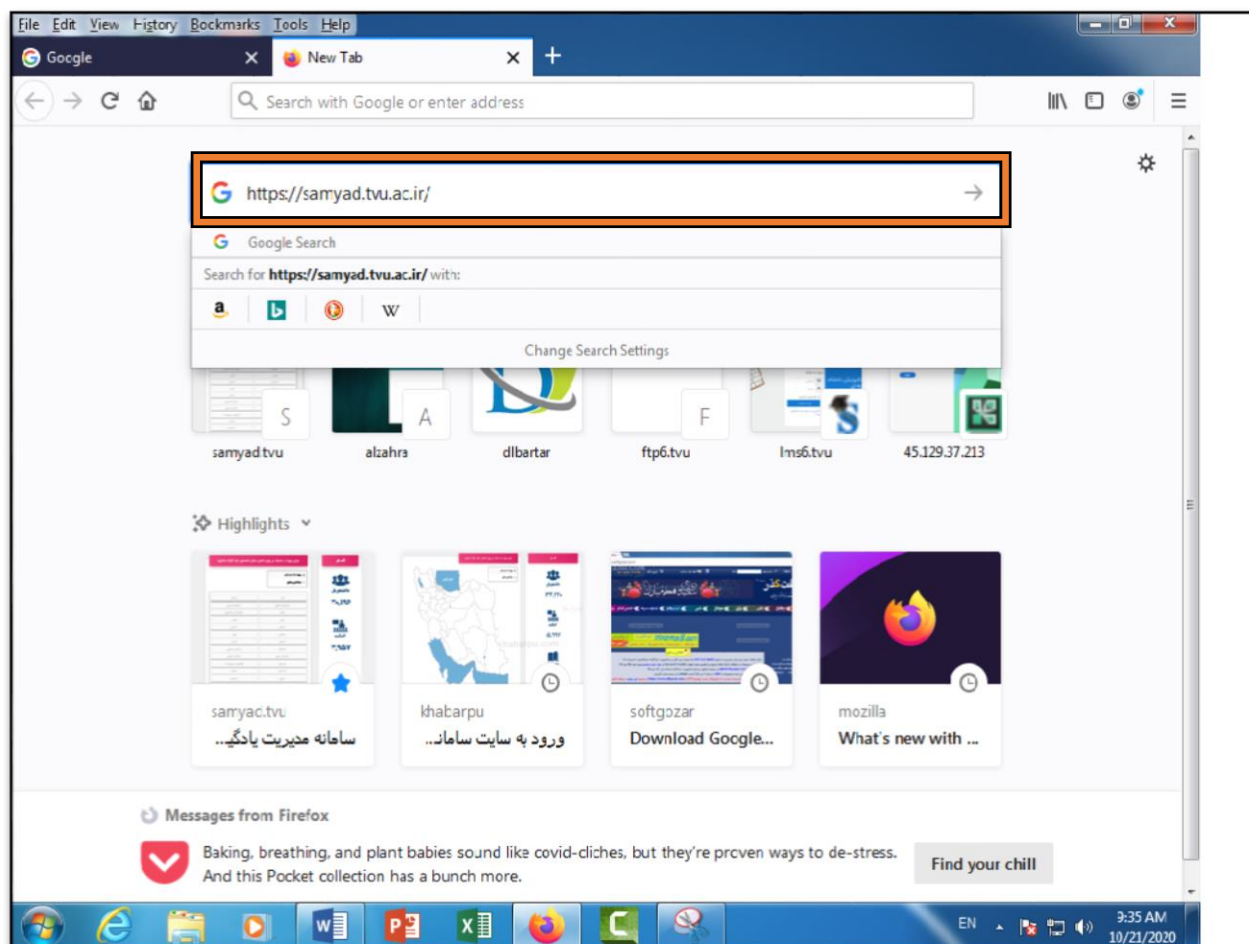 File Edit View History Bookmarks Tools Help
Google New Tab
Search with Google or enter address
https://samyad.tvu.ac.ir/
Google Search
Search for https://samyad.tvu.ac.ir/ with:
Change Search Settings
S A F
samyad.tvu alzahra dlbartar ftp6.tvu lms6.tvu 45.129.37.213
Highlights
samyad.tvu khabarpu softgozar mozilla
سامانه مدیریت یادگیـ... ورود به سایت سامانـ... Download Google... What's new with ...
Messages from Firefox
Baking, breathing, and plant babies sound like covid-cliches, but they're proven ways to de-stress.
And this Pocket collection has a bunch more.
Find your chill
EN 9:35 AM
10/21/2020